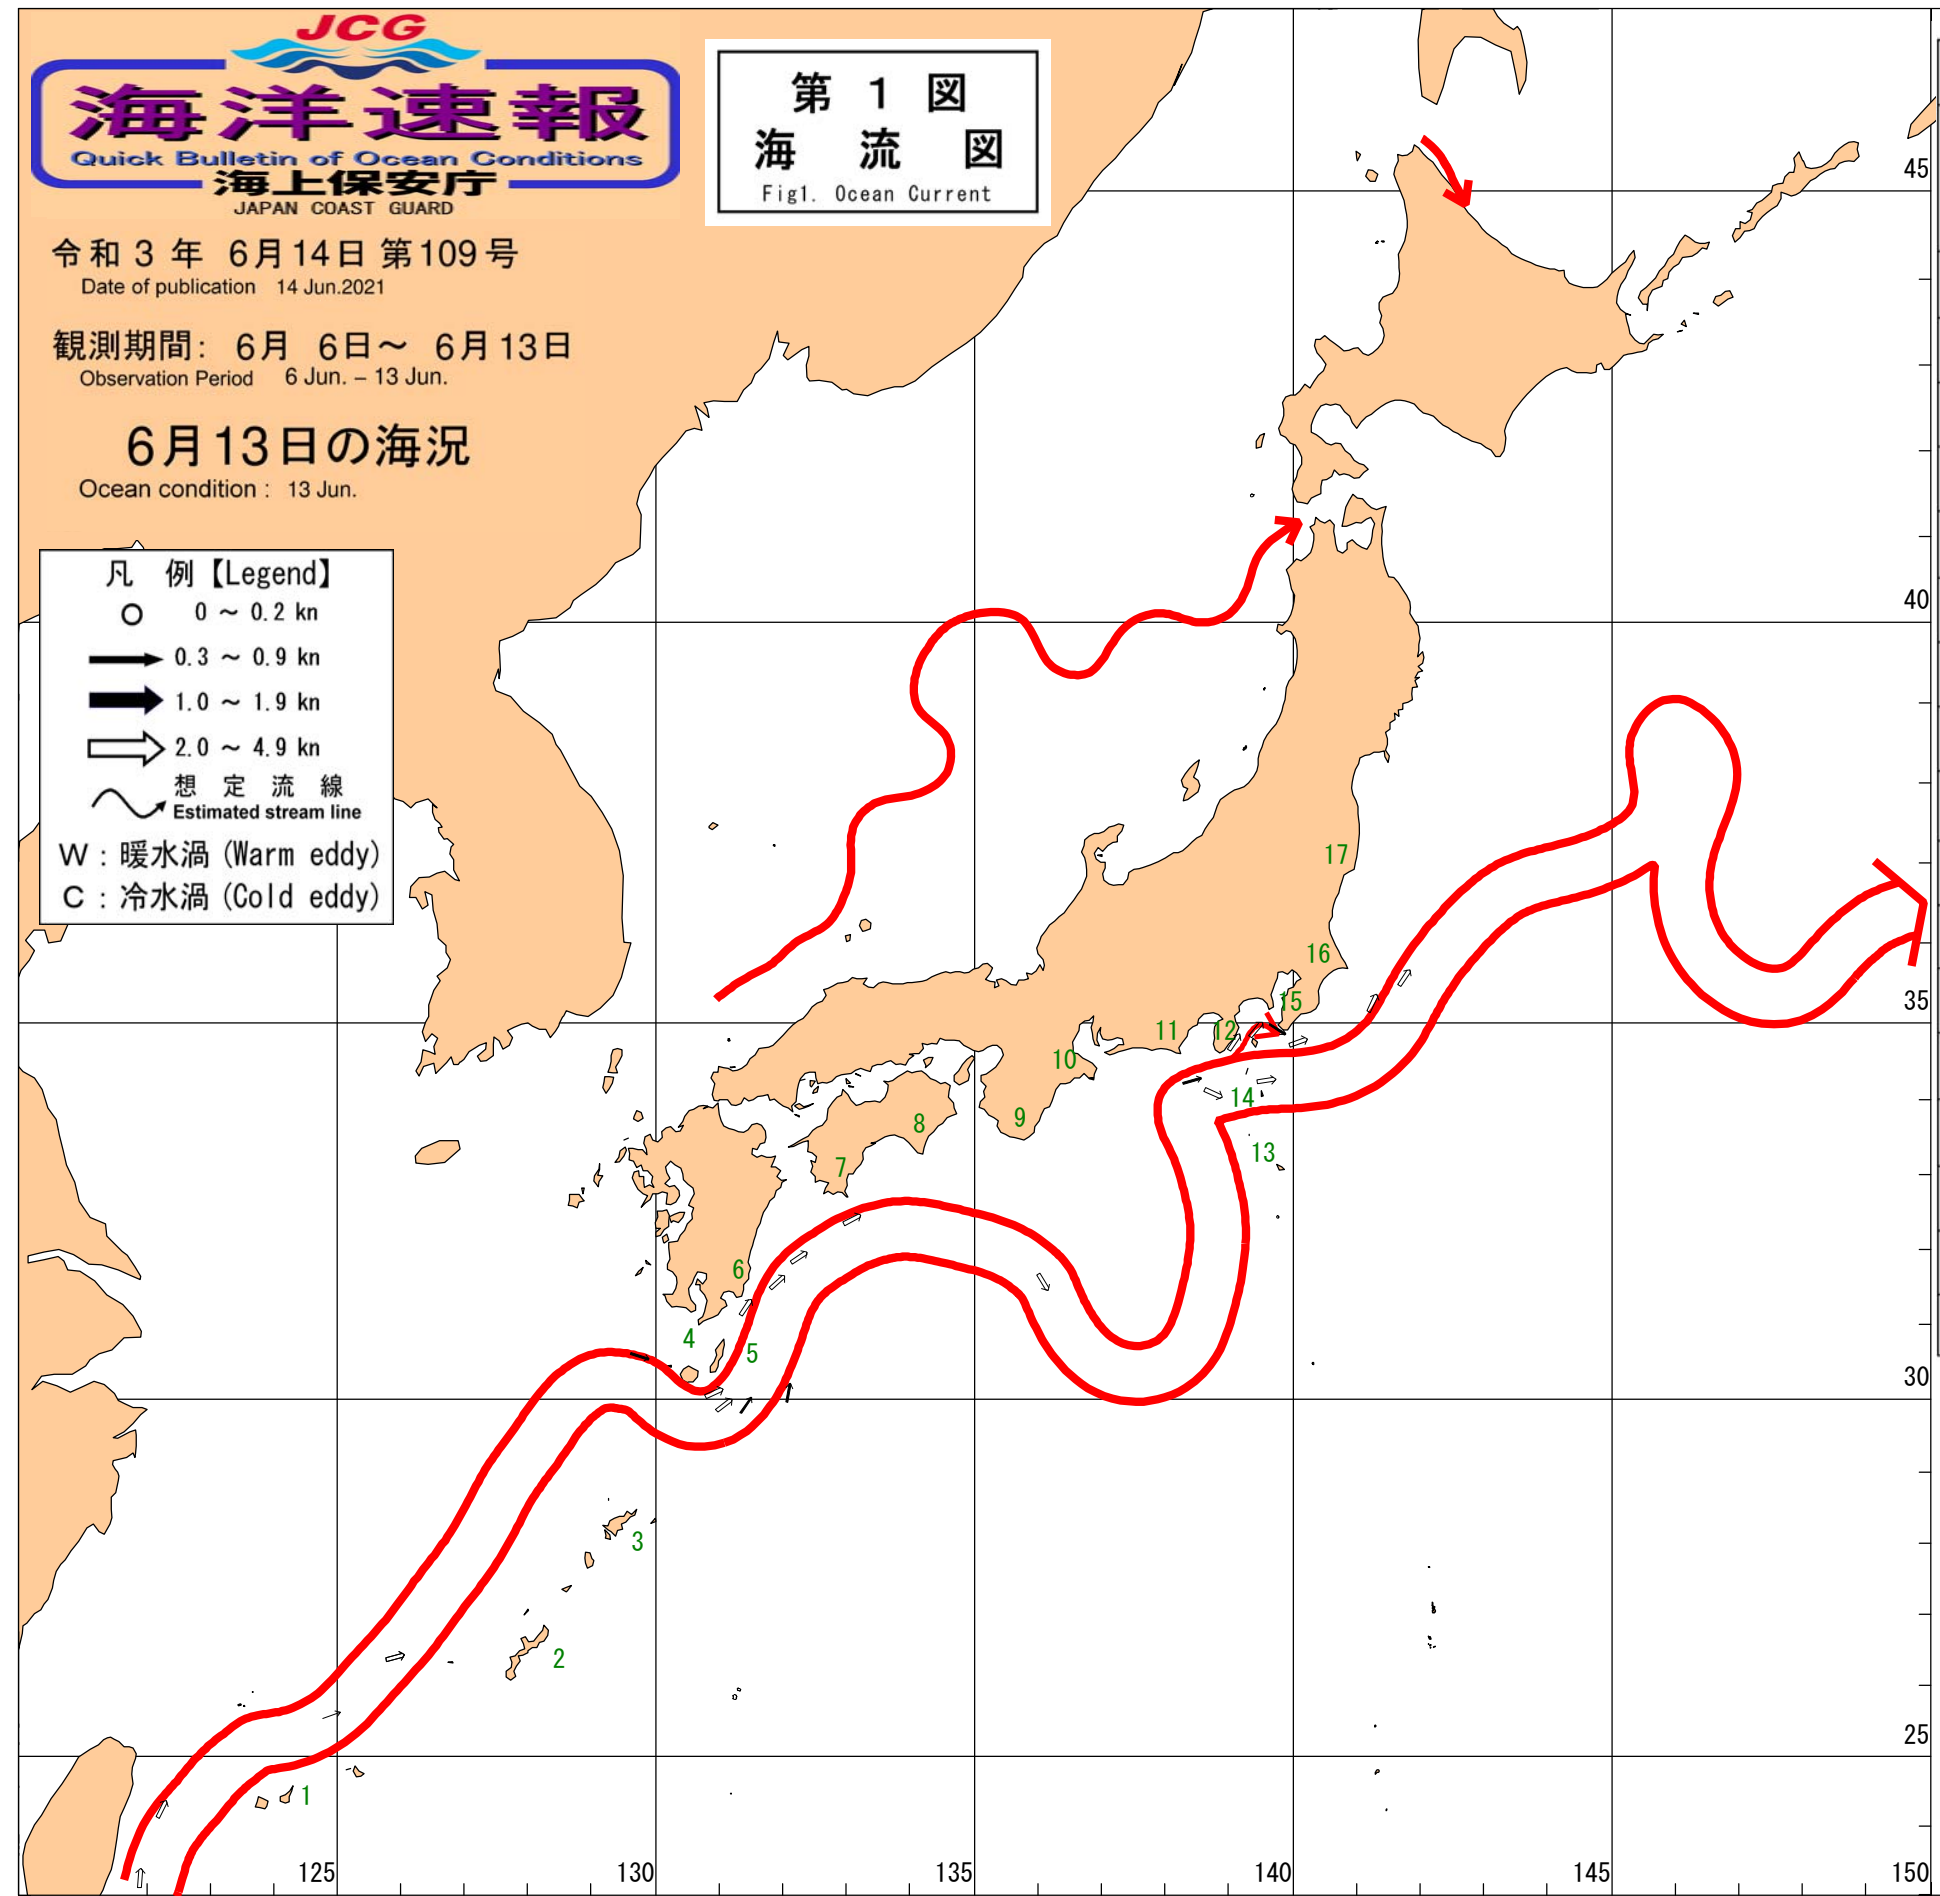 JCG
海洋速報
Quick Bulletin of Ocean Conditions
海上保安庁
JAPAN COAST GUARD
令和 3 年 6月14日 第109号
Date of publication 14 Jun.2021
観測期間: 6月 6日～ 6月13日
Observation Period 6 Jun. – 13 Jun.
6月13日の海況
Ocean condition : 13 Jun.
第 1 図
海 流 図
Fig1. Ocean Current
凡 例【Legend】
0 ～ 0.2 kn
0.3 ～ 0.9 kn
1.0 ～ 1.9 kn
2.0 ～ 4.9 kn
想 定 流 線
Estimated stream line
W : 暖水渦 (Warm eddy)
C : 冷水渦 (Cold eddy)
45
40
17
16
35
15
12
11
10
14
9
8
13
7
6
4
5
30
3
2
25
1
125
130
135
140
145
150